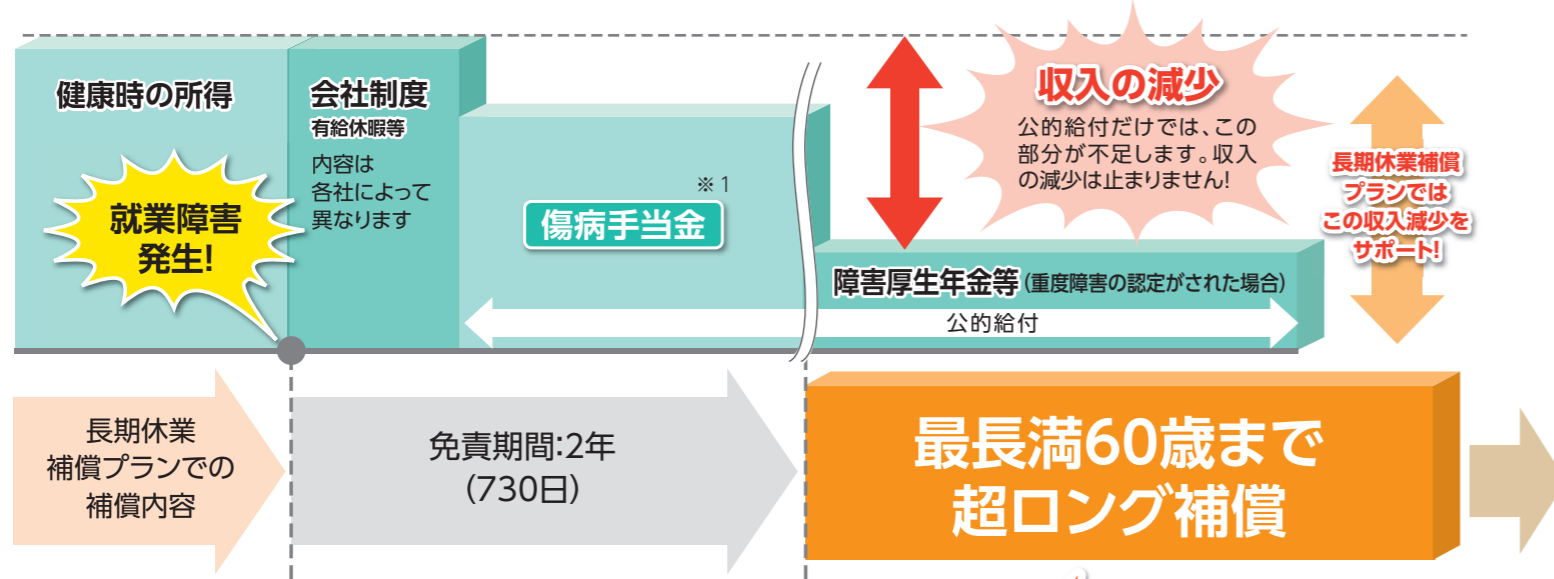 健康時の所得
就業障害
発生!
会社制度
有給休暇等
内容は
各社によって
異なります
※1
傷病手当金
収入の減少
公的給付だけでは、この
部分が不足します。収入
の減少は止まりません!
障害厚生年金等(重度障害の認定がされた場合)
公的給付
長期休業補償
プランでは
この収入減少を
サポート!
長期休業
補償プランでの
補償内容
免責期間:2年
(730日)
最長満60歳まで
超ロング補償